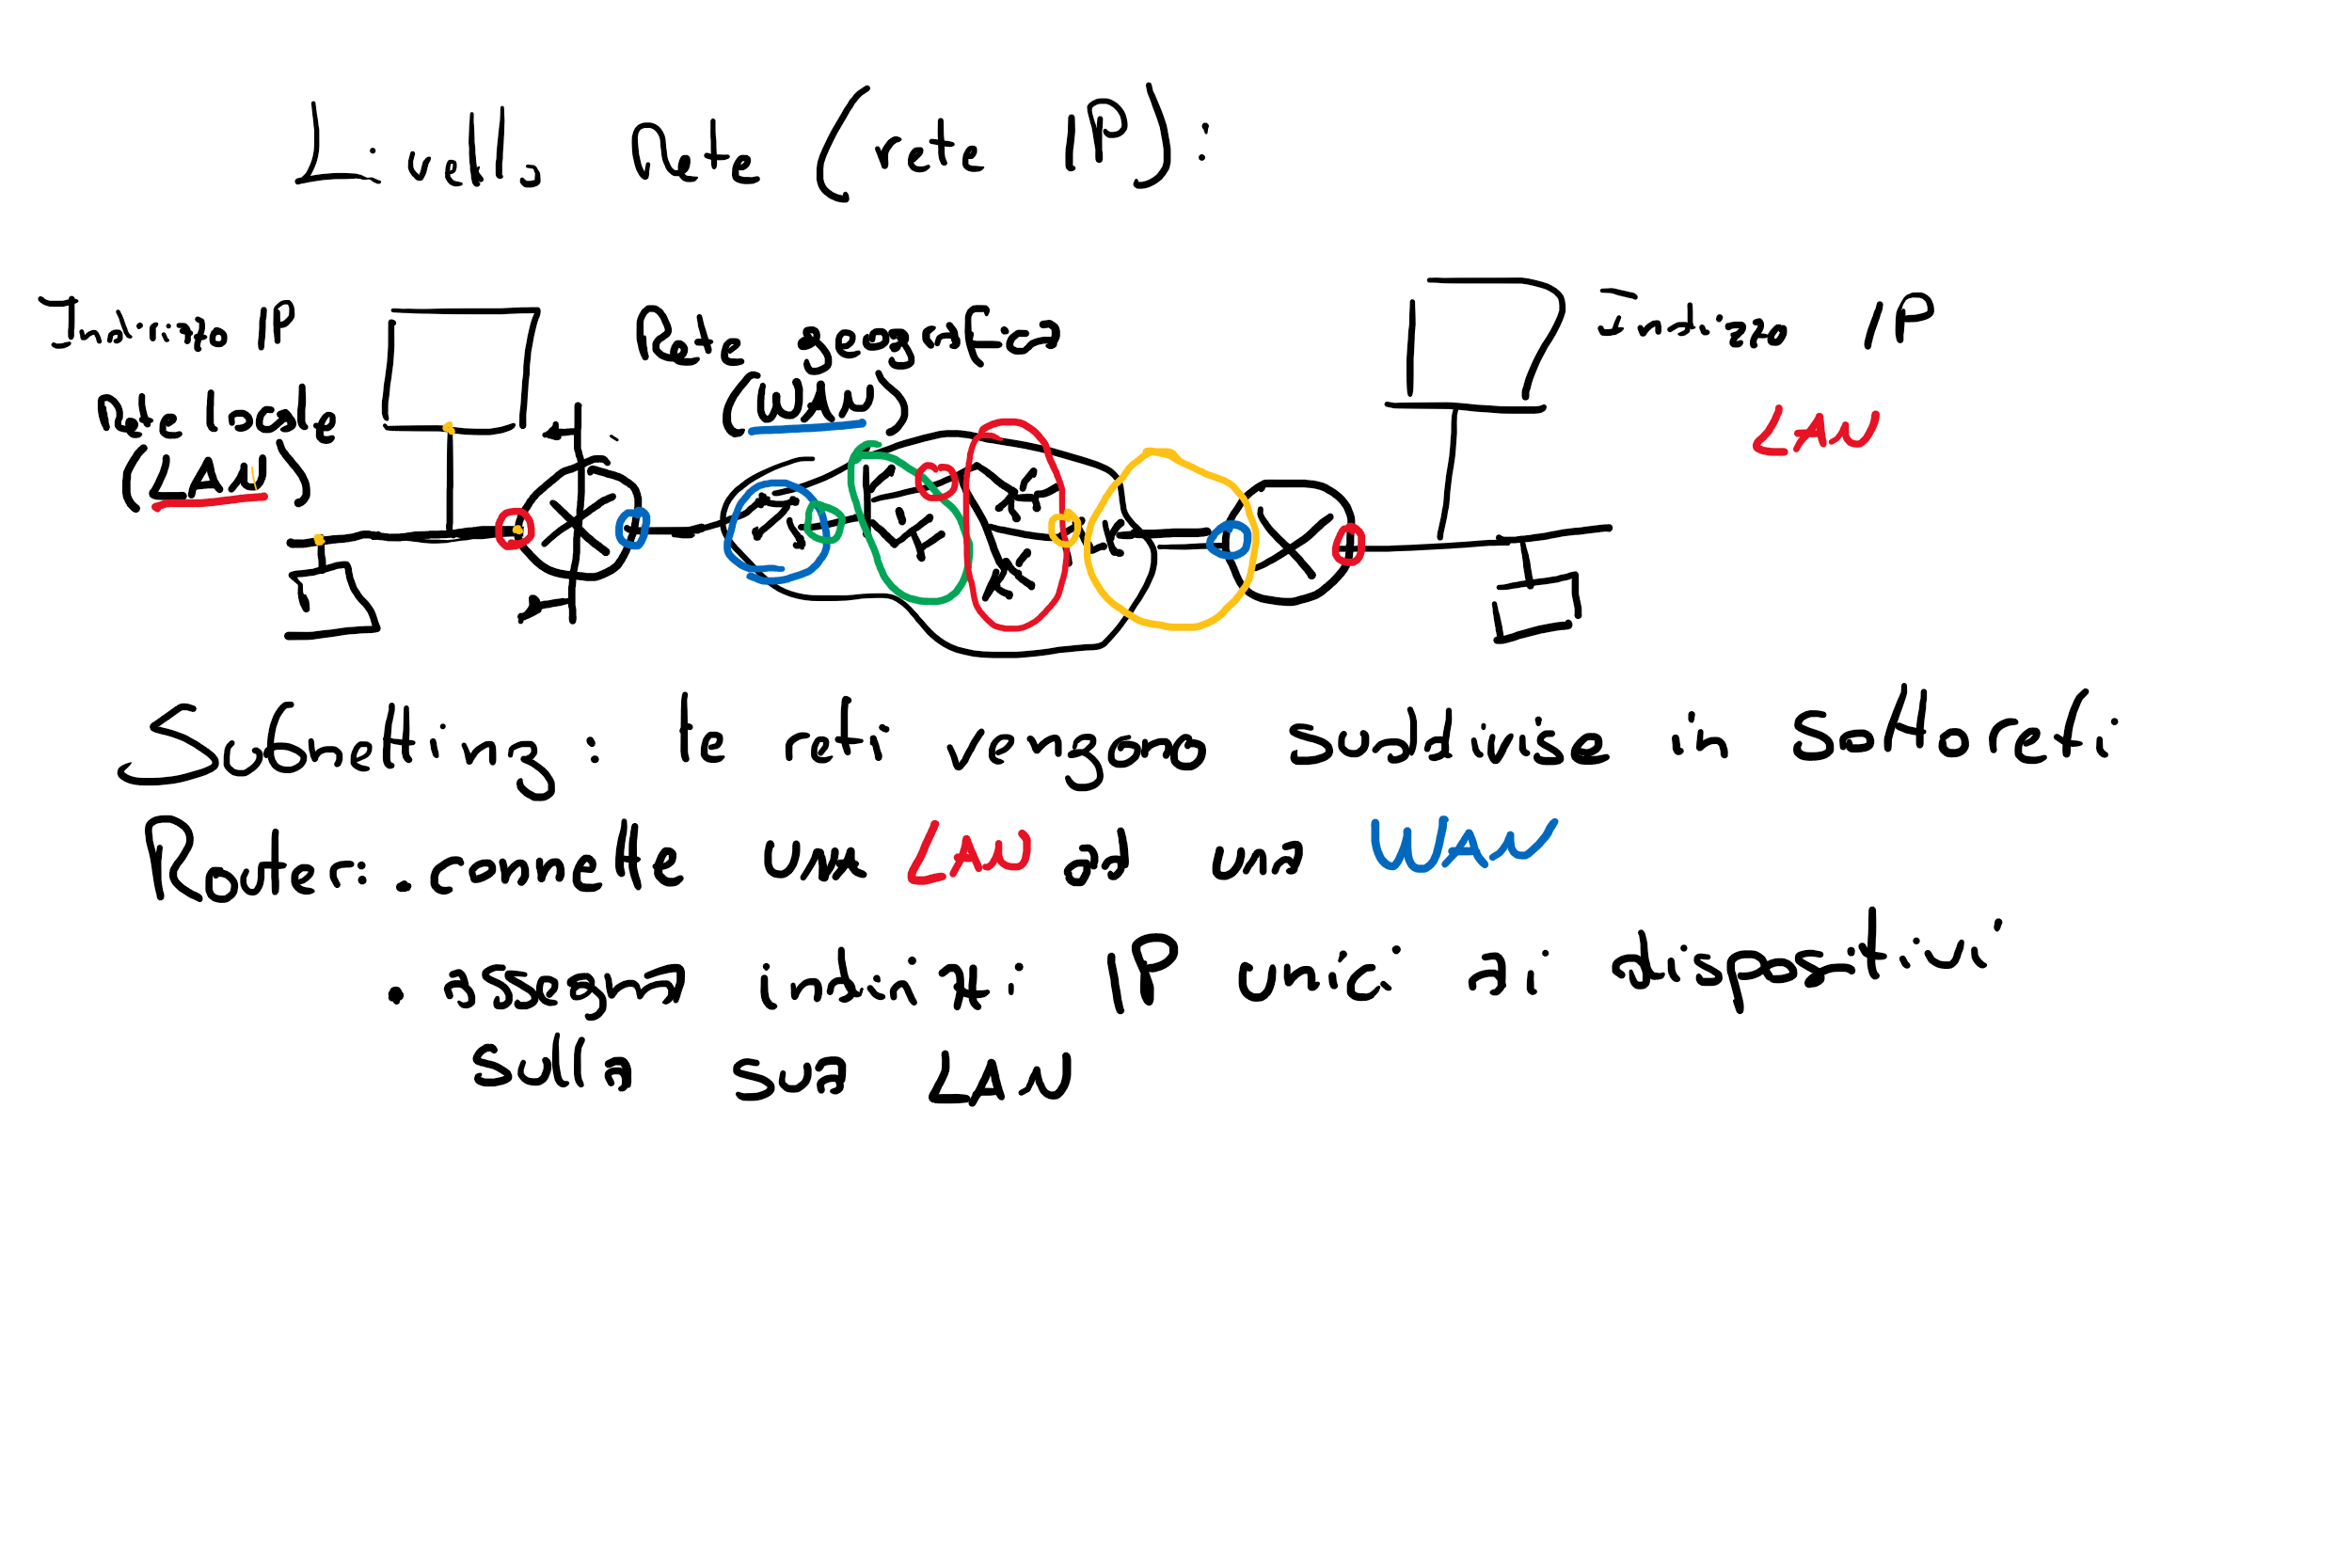 Livello Rete (rete IP):
Indirizzo IP
Rete locale
(LAN)
Rete geografica
(WAN)
Indirizzo IP
LAN
Subnetting: le reti vengono suddivise in sottoreti
Router: • connette una LAN ad una WAN
• assegna indirizzi IP unici ai dispositivi
sulla sua LAN